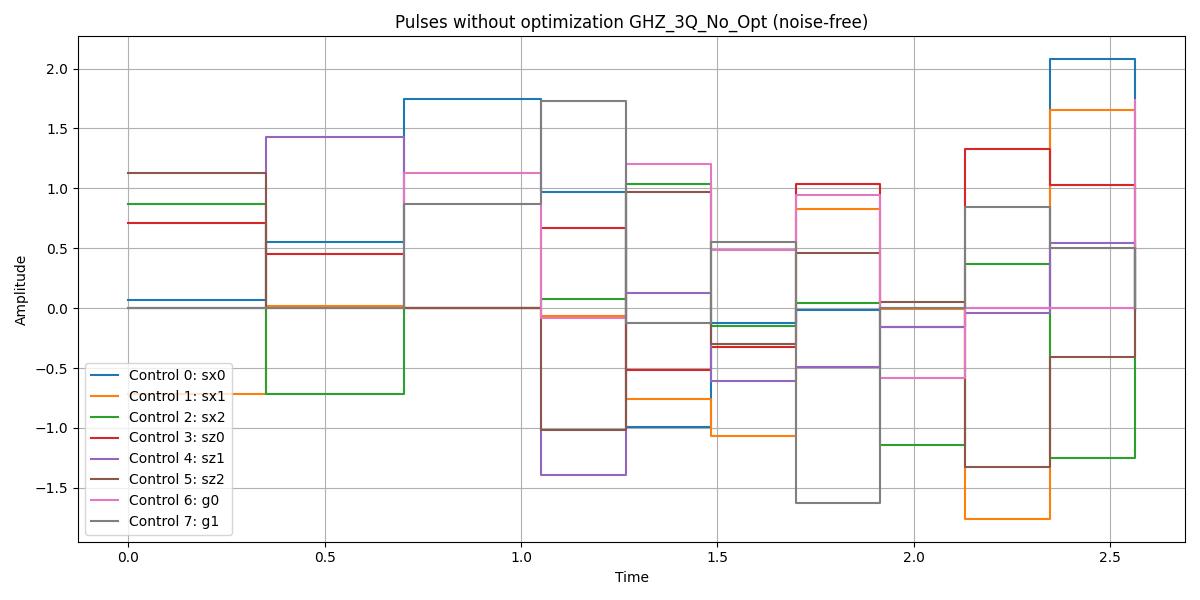 Pulses without optimization GHZ_3Q_No_Opt (noise-free)
2.0
1.5
1.0
0.5
0.0
−0.5
−1.0
−1.5
Amplitude
Control 0: sx0
Control 1: sx1
Control 2: sx2
Control 3: sz0
Control 4: sz1
Control 5: sz2
Control 6: g0
Control 7: g1
0.0 0.5 1.0 1.5 2.0 2.5
Time